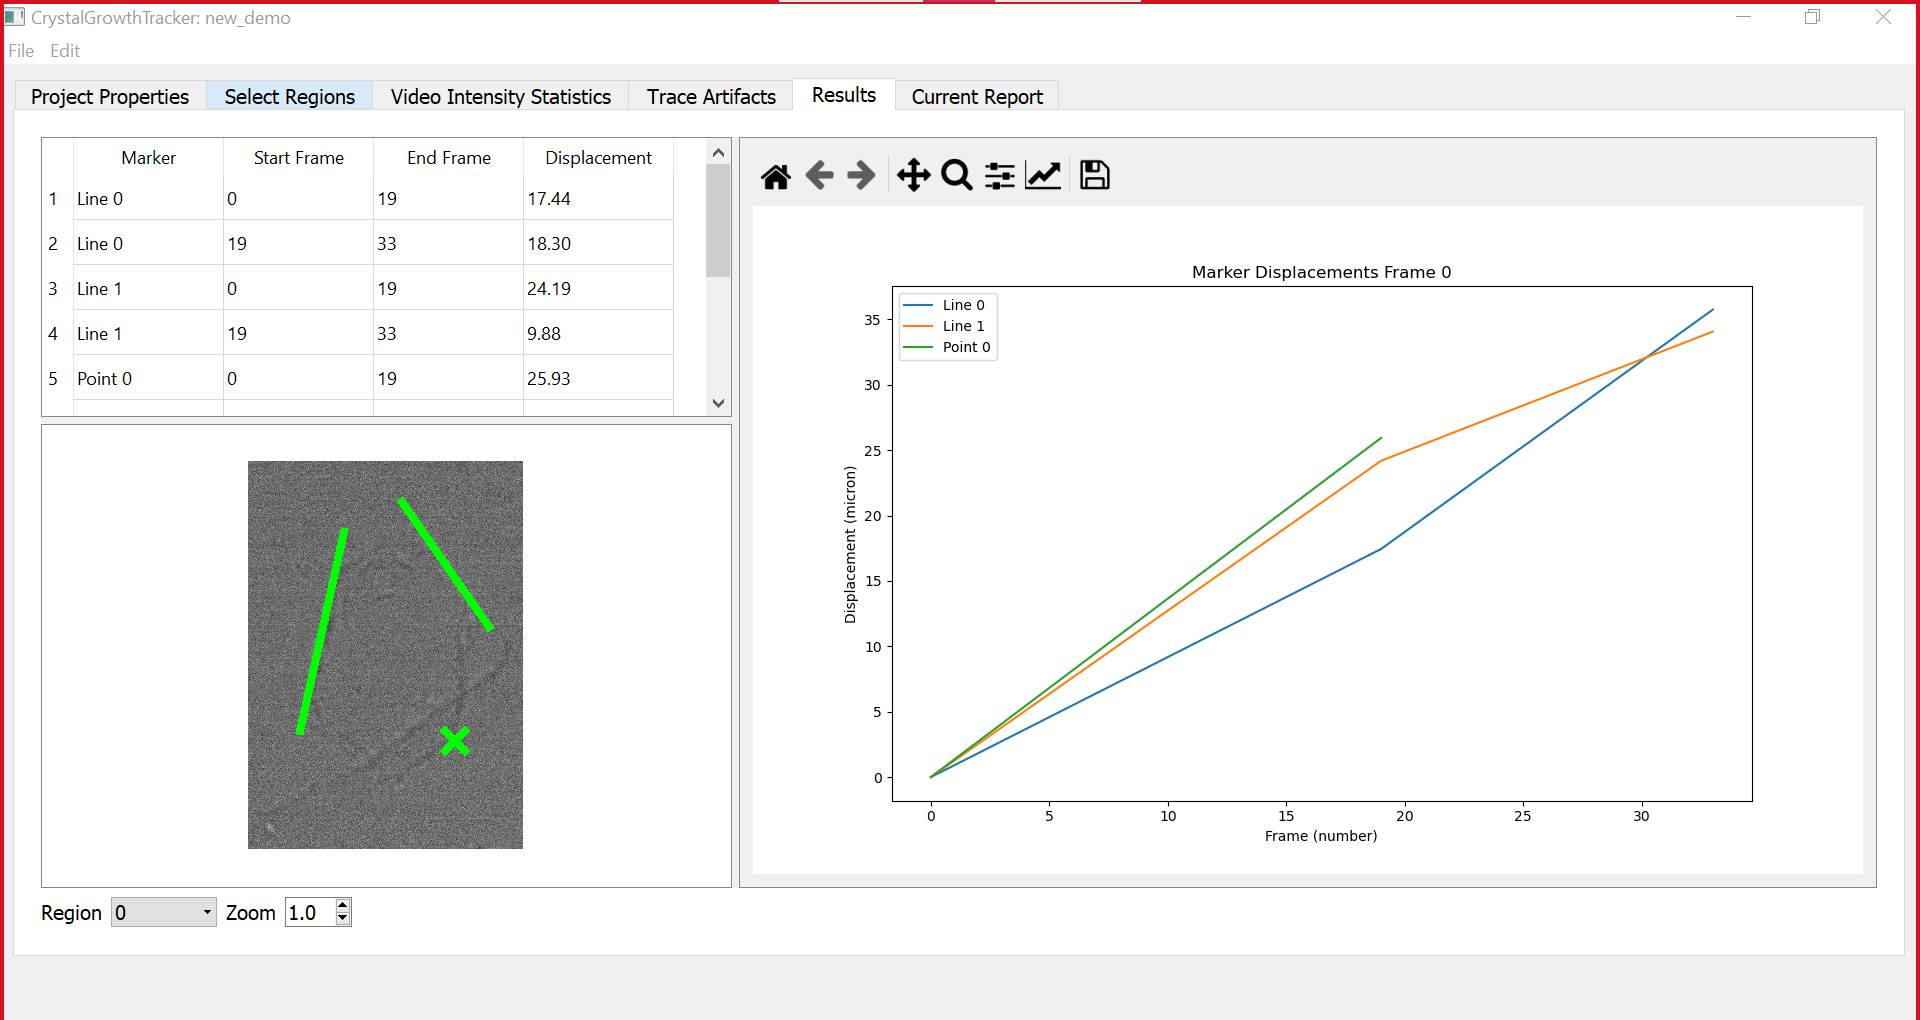 CrystalGrowthTracker: new_demo
File Edit
Project Properties Select Regions Video Intensity Statistics Trace Artifacts Results Current Report
Marker Start Frame End Frame Displacement
1 Line 0 0 19 17.44
2 Line 0 19 33 18.30
3 Line 1 0 19 24.19
4 Line 1 19 33 9.88
5 Point 0 0 19 25.93
Region 0 Zoom 1.0
Marker Displacements Frame 0
Line 0
Line 1
Point 0
35
30
25
20
15
10
5
0
Displacement (micron)
0 5 10 15 20 25 30
Frame (number)